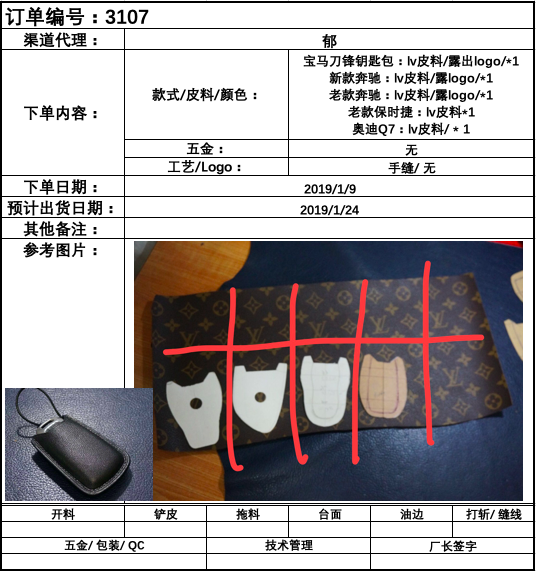 订单编号：3107
渠道代理：
郁
下单内容：
款式/皮料/颜色：
宝马刀锋钥匙包：lv皮料/露出logo/*1
新款奔驰：lv皮料/露logo/*1
老款奔驰：lv皮料/露logo/*1
老款保时捷：lv皮料*1
奥迪Q7：lv皮料/ * 1
五金：
无
工艺/Logo：
手缝/ 无
下单日期：
2019/1/9
预计出货日期：
2019/1/24
其他备注：
参考图片：
开料
铲皮
拖料
台面
油边
打斩/ 缝线
五金/ 包装/ QC
技术管理
厂长签字